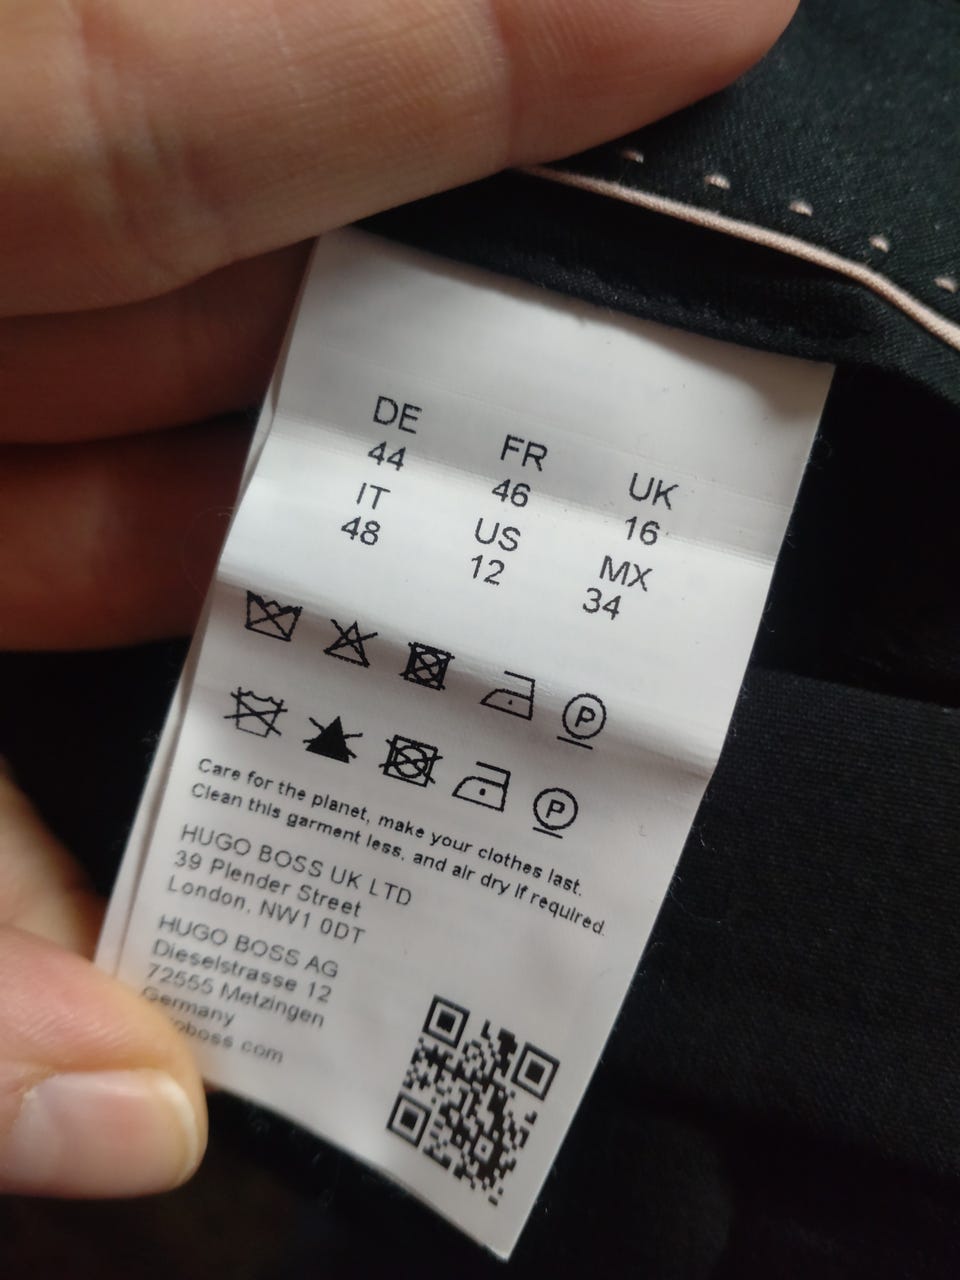 DE FR UK
44 46 16
IT US MX
48 12 34
P
P
Care for the planet, make your clothes last.
Clean this garment less, and air dry if required.
HUGO BOSS UK LTD
39 Plender Street
London, NW1 0DT
HUGO BOSS AG
Dieselstrasse 12
72555 Metzingen
Germany
oboss com